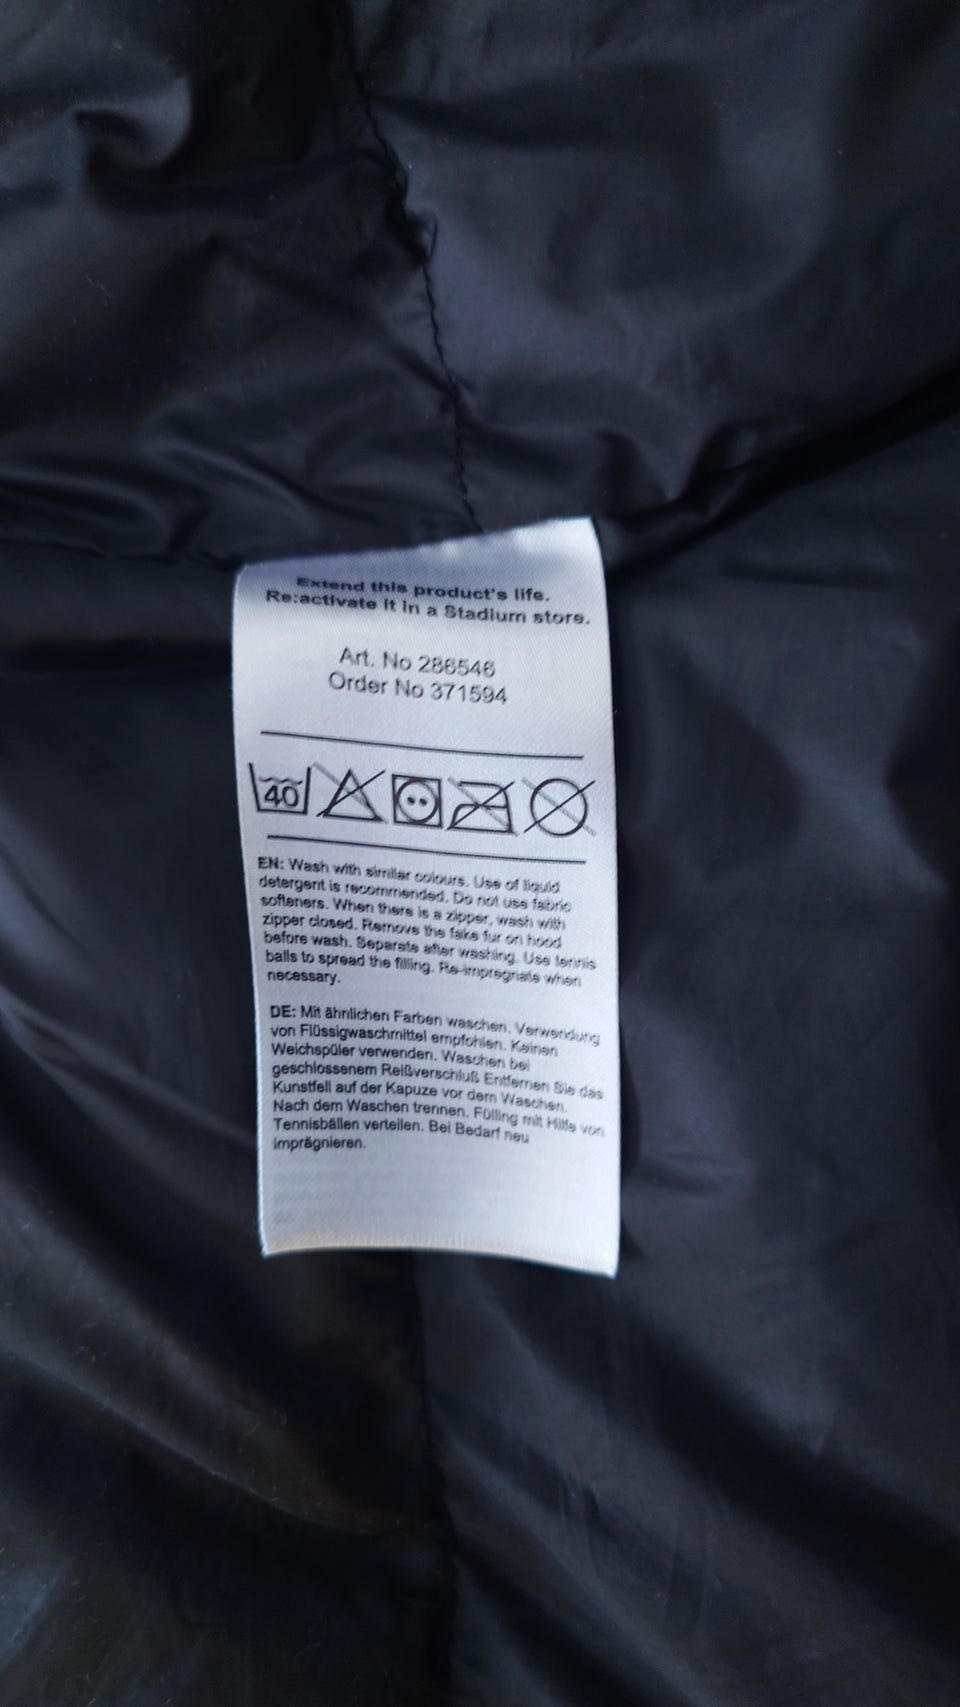 Extend this product's life.
Re:activate it in a Stadium store.
Art. No 286546
Order No 371594
40
EN: Wash with similar colours. Use of liquid
detergent is recommended. Do not use fabric
softeners. When there is a zipper, wash with
zipper closed. Remove the fake fur on hood
before wash. Separate after washing. Use tennis
balls to spread the filling. Re-impregnate when
necessary.
DE: Mit ähnlichen Farben waschen. Verwendung
von Flüssigwaschmittel empfohlen. Keinen
Weichspüler verwenden. Waschen bei
geschlossenem Reißverschluß Entfernen Sie das
Kunstfell auf der Kapuze vor dem Waschen.
Nach dem Waschen trennen. Fülling mit Hilfe von
Tennisbällen verteilen. Bei Bedarf neu
imprägnieren.